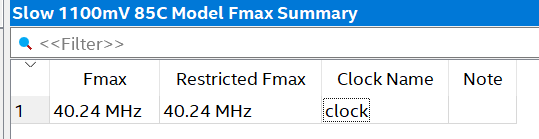 Slow 1100mV 85C Model Fmax Summary
<<Filter>>
Fmax Restricted Fmax Clock Name Note
1 40.24 MHz 40.24 MHz clock